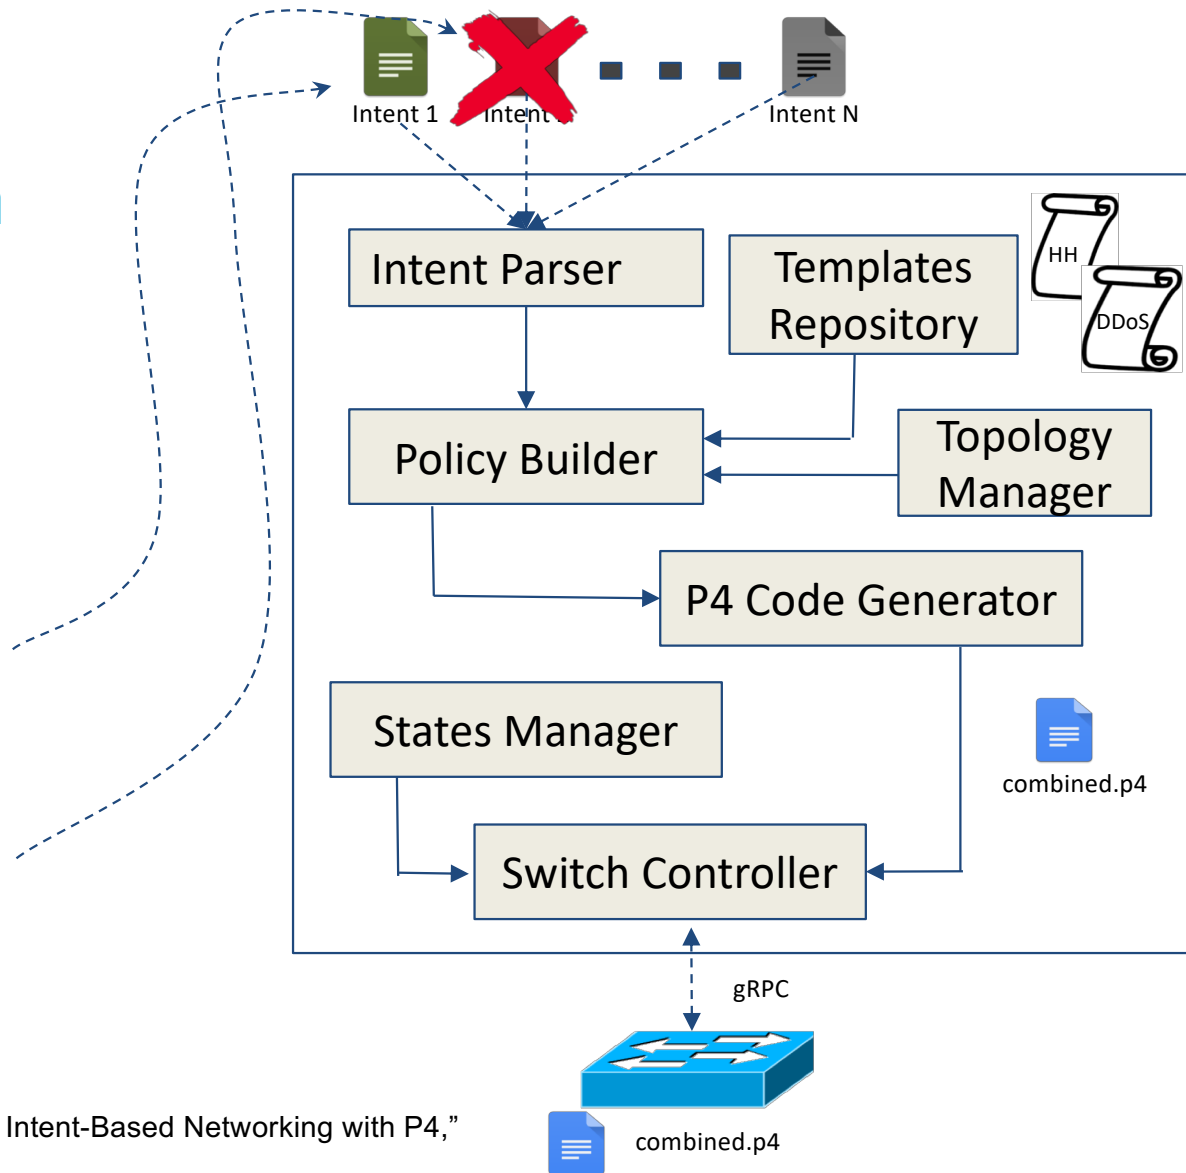 Intent 1
Intent
Intent N
Intent Parser
Templates
Repository
HH
DDoS
Policy Builder
Topology
Manager
P4 Code Generator
States Manager
combined.p4
Switch Controller
gRPC
Intent-Based Networking with P4,”
combined.p4